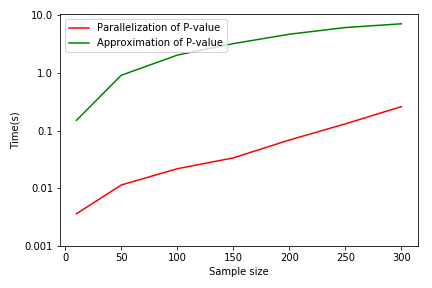 10.0
1.0
0.1
0.01
0.001
Time(s)
Parallelization of P-value
Approximation of P-value
0 50 100 150 200 250 300
Sample size